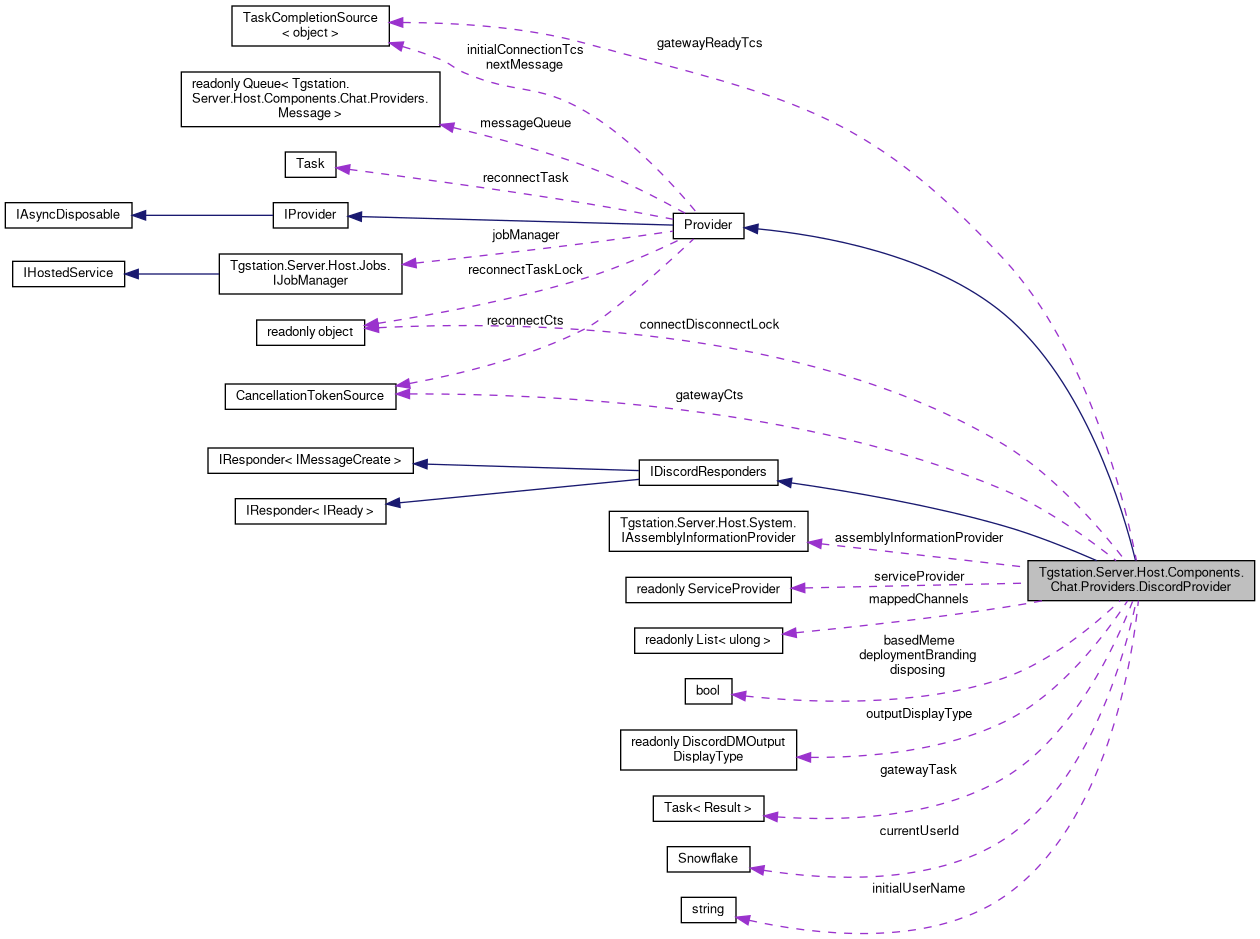 TaskCompletionSource
< object >
gatewayReadyTcs
initialConnectionTcs
nextMessage
readonly Queue< Tgstation.
Server.Host.Components.Chat.Providers.
Message >
messageQueue
Task
reconnectTask
IAsyncDisposable
IProvider
Provider
jobManager
IHostedService
Tgstation.Server.Host.Jobs.
IJobManager
reconnectTaskLock
readonly object
reconnectCts
connectDisconnectLock
CancellationTokenSource
gatewayCts
IResponder< IMessageCreate >
IDiscordResponders
IResponder< IReady >
Tgstation.Server.Host.System.
IAssemblyInformationProvider
assemblyInformationProvider
Tgstation.Server.Host.Components.
Chat.Providers.DiscordProvider
readonly ServiceProvider
serviceProvider
mappedChannels
readonly List< ulong >
basedMeme
deploymentBranding
disposing
bool
outputDisplayType
readonly DiscordDMOutput
DisplayType
gatewayTask
Task< Result >
currentUserId
Snowflake
initialUserName
string